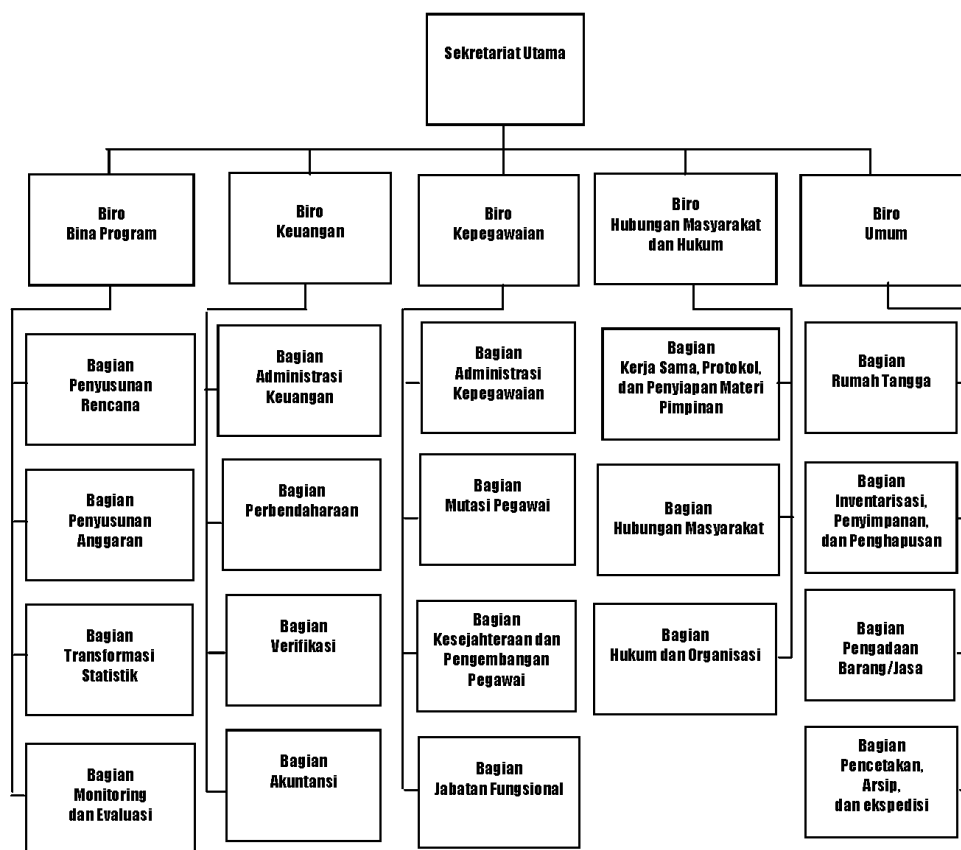 Sekretariat Utama
Biro
Bina Program
Biro
Keuangan
Biro
Kepegawaian
Biro
Hubungan Masyarakat
dan Hukum
Biro
Umum
Bagian
Penyusunan
Rencana
Bagian
Administrasi
Keuangan
Bagian
Administrasi
Kepegawaian
Bagian
Kerja Sama, Protokol,
dan Penyiapan Materi
Pimpinan
Bagian
Rumah Tangga
Bagian
Penyusunan
Anggaran
Bagian
Perbendaharaan
Bagian
Mutasi Pegawai
Bagian
Hubungan Masyarakat
Bagian
Inventarisasi,
Penyimpanan,
dan Penghapusan
Bagian
Transformasi
Statistik
Bagian
Verifikasi
Bagian
Kesejahteraan dan
Pengembangan
Pegawai
Bagian
Hukum dan Organisasi
Bagian
Pengadaan
Barang/Jasa
Bagian
Monitoring
dan Evaluasi
Bagian
Akuntansi
Bagian
Jabatan Fungsional
Bagian
Pencetakan,
Arsip,
dan ekspedisi